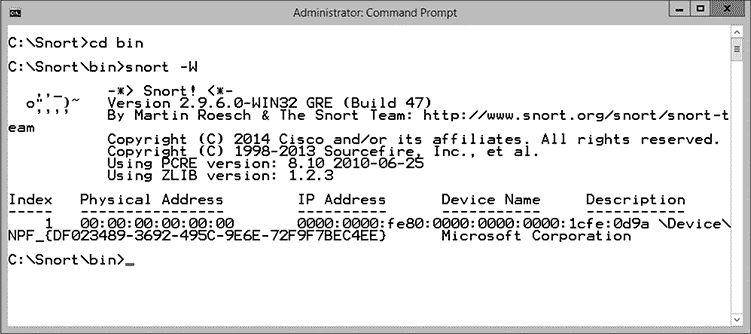 Administrator: Command Prompt
C:\Snort>cd bin
C:\Snort\bin>snort -W
,,_     -*> Snort! <*-
o"  )~   Version 2.9.6.0-WIN32 GRE (Build 47)
''''    By Martin Roesch & The Snort Team: http://www.snort.org/snort/snort-t
eam
Copyright (C) 2014 Cisco and/or its affiliates. All rights reserved.
Copyright (C) 1998-2013 Sourcefire, Inc., et al.
Using PCRE version: 8.10 2010-06-25
Using ZLIB version: 1.2.3
Index   Physical Address        IP Address      Device Name     Description
-----   ----------------        ----------      -----------     -----------
1   00:00:00:00:00:00       0000:0000:fe80:0000:0000:0000:1cfe:0d9a \Device\
NPF_{DF023489-3692-495C-9E6E-72F9F7BEC4EE}      Microsoft Corporation
C:\Snort\bin>_